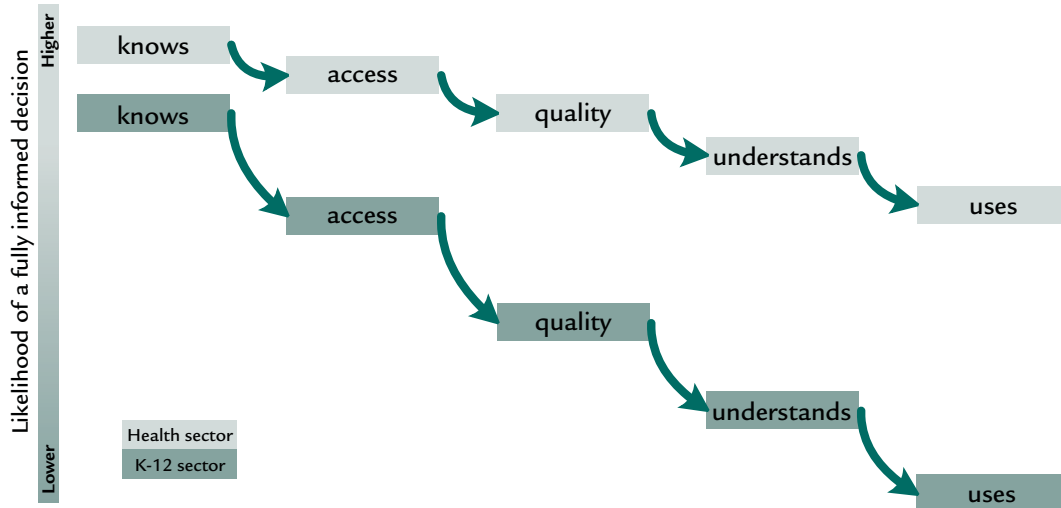 Likelihood of a fully informed decision
Higher
Lower
knows
access
quality
understands
uses
knows
access
quality
understands
uses
Health sector
K-12 sector